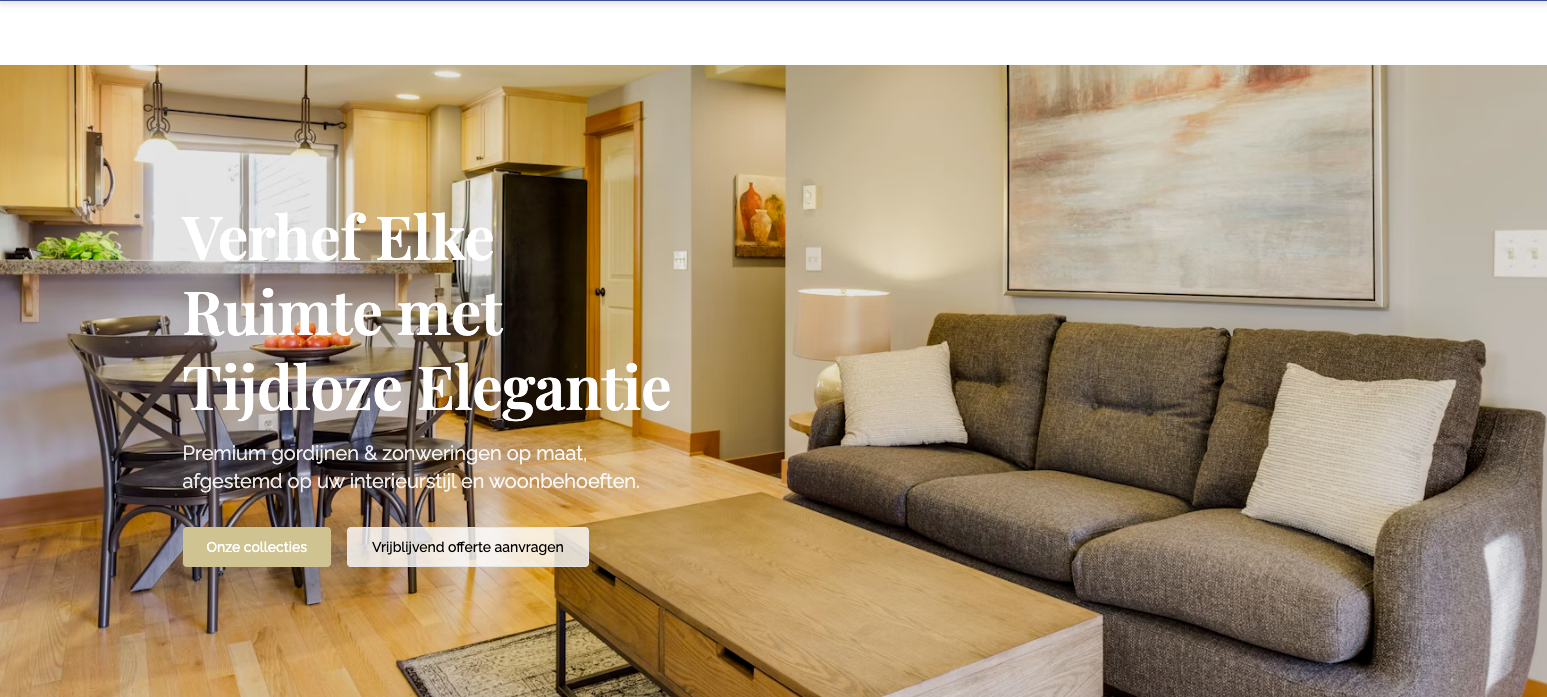 Verhef Elke
Ruimte met
Tijdloze Elegantie
Premium gordijnen & zonweringen op maat,
afgestemd op uw interieurstijl en woonbehoeften.
Onze collecties
Vrijblijvend offerte aanvragen